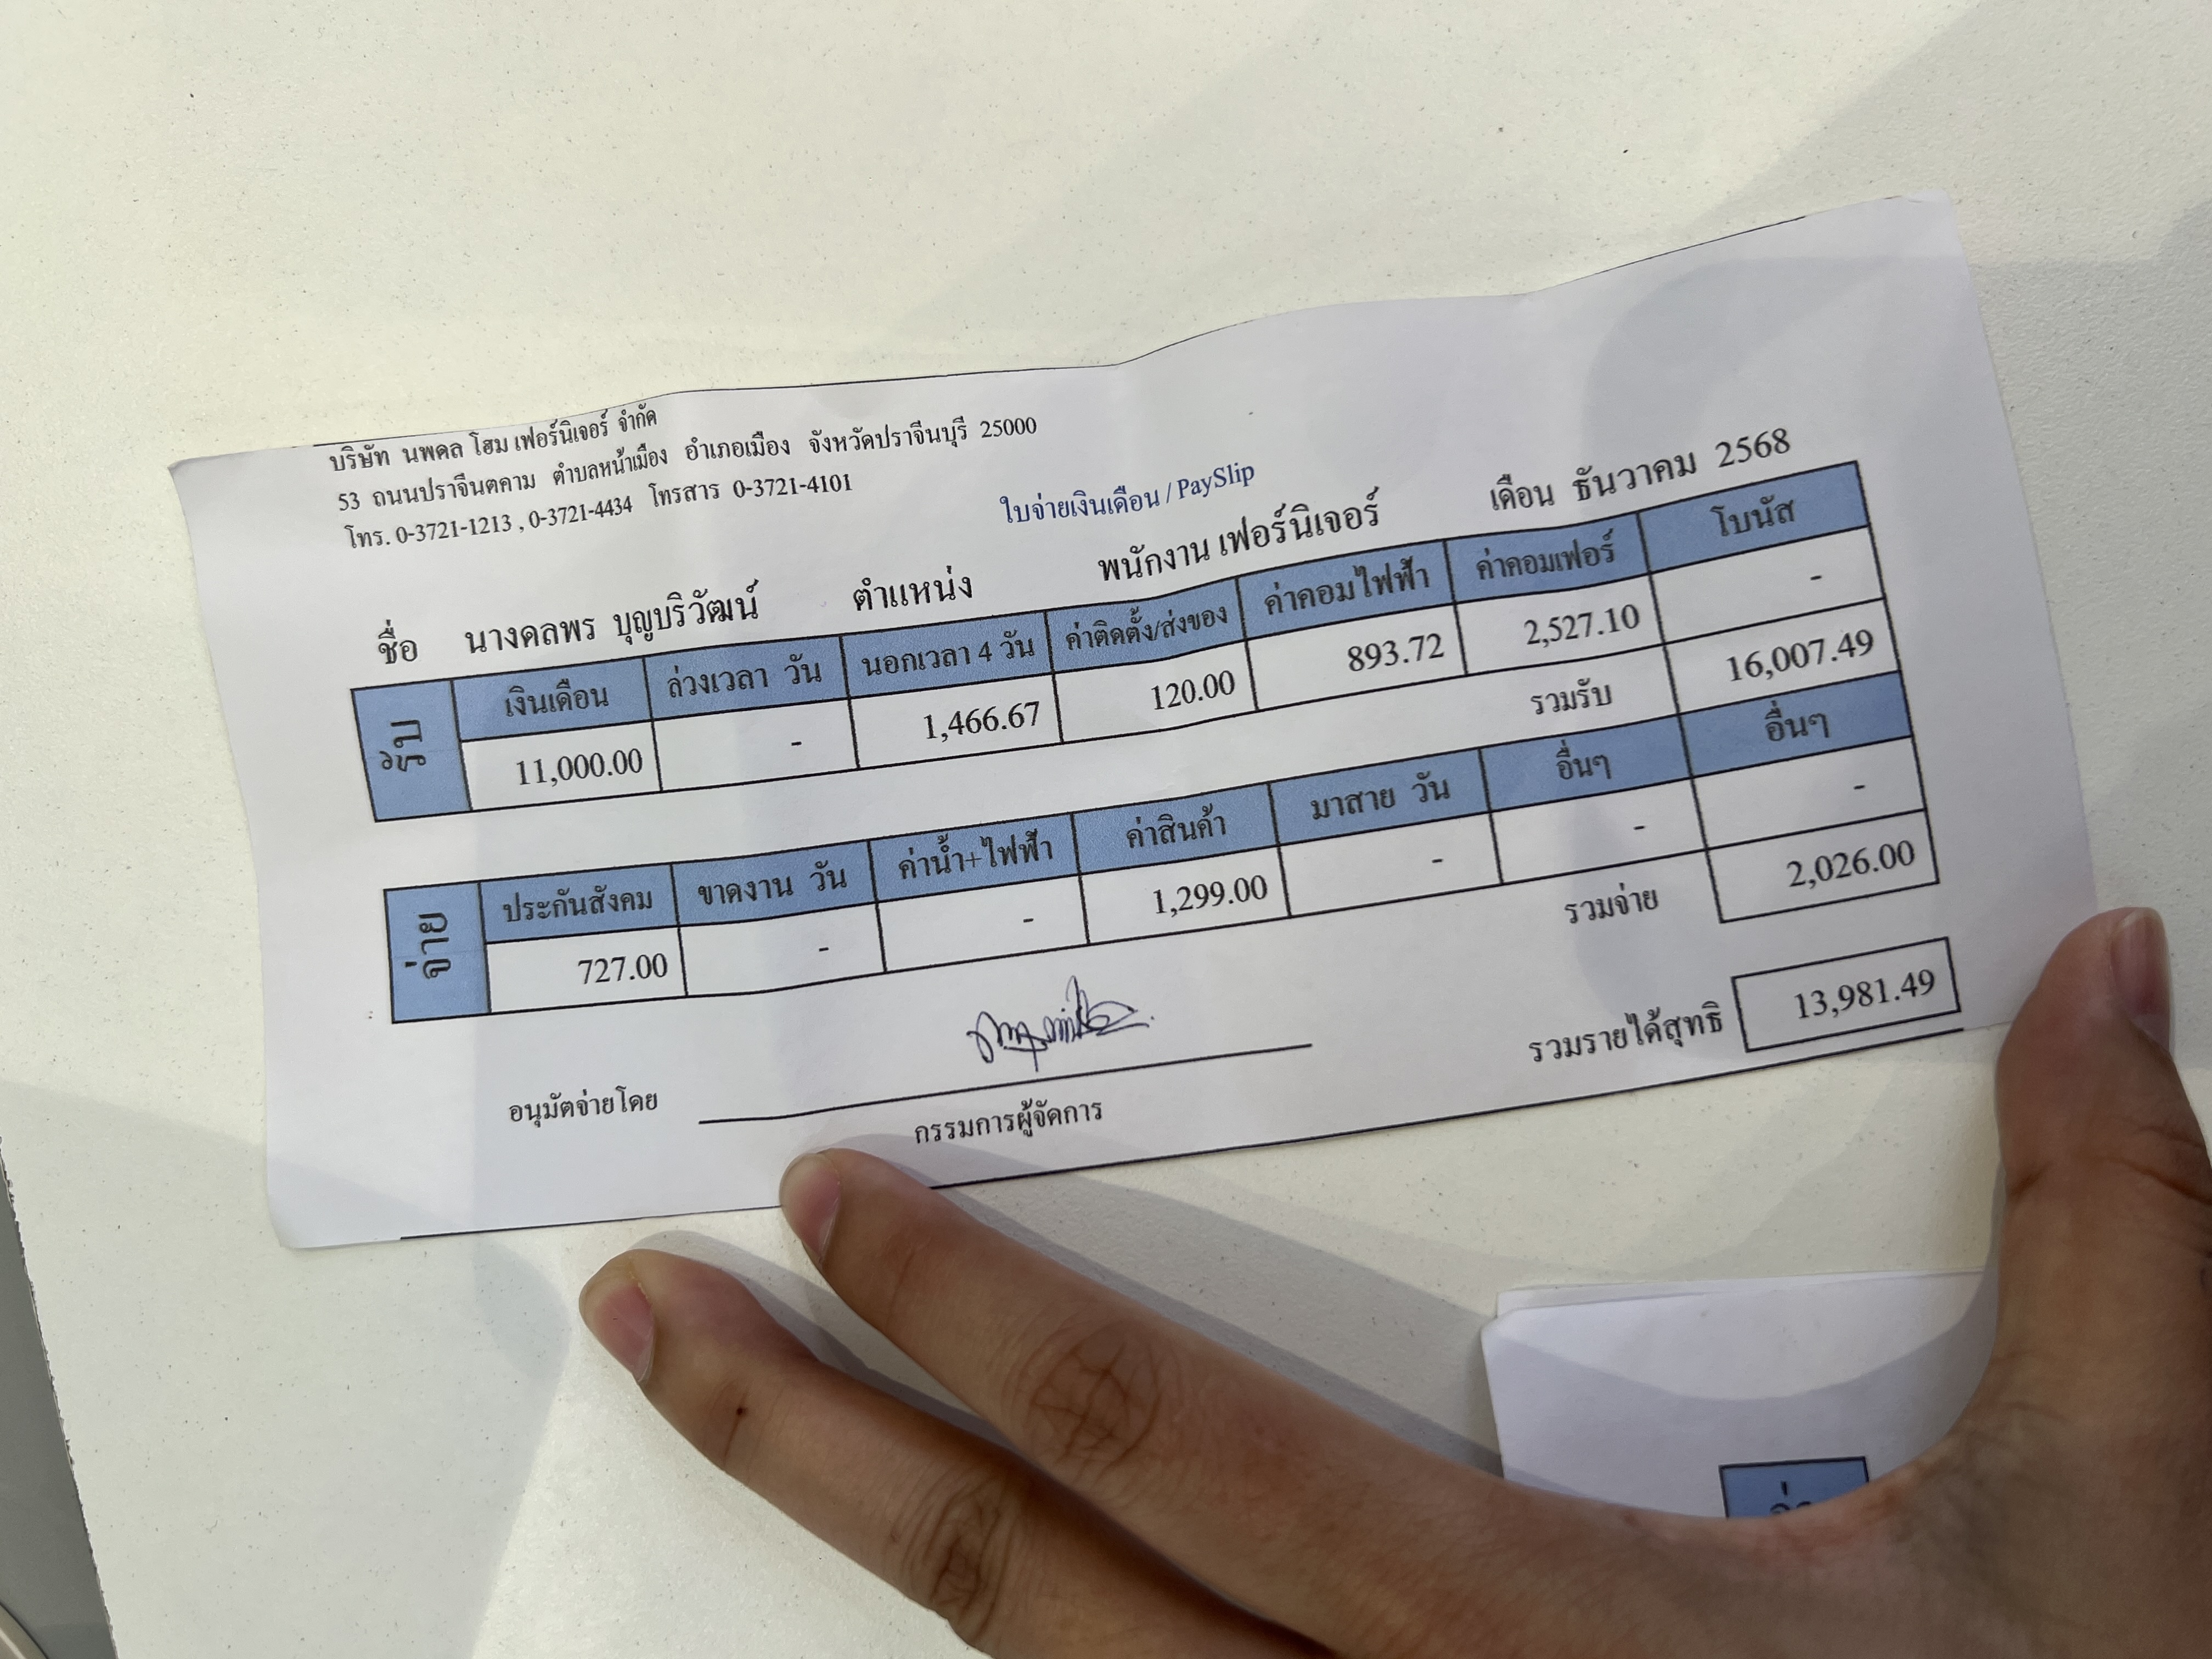 บริษัท นพดล โฮม เฟอร์นิเจอร์ จำกัด
53 ถนนปราจีนตคาม ตำบลหน้าเมือง อำเภอเมือง จังหวัดปราจีนบุรี 25000
โทร. 0-3721-1213 , 0-3721-4434 โทรสาร 0-3721-4101
ใบจ่ายเงินเดือน / PaySlip
ชื่อ นางดลพร บุญบริวัฒน์ ตำแหน่ง พนักงาน เฟอร์นิเจอร์ เดือน ธันวาคม 2568
รับ เงินเดือน ล่วงเวลา วัน นอกเวลา 4 วัน ค่าติดตั้ง/ส่งของ ค่าคอมไฟฟ้า ค่าคอมเฟอร์ โบนัส
11,000.00 - 1,466.67 120.00 893.72 2,527.10 -
รวมรับ 16,007.49
จ่าย ประกันสังคม ขาดงาน วัน ค่าน้ำ+ไฟฟ้า ค่าสินค้า มาสาย วัน อื่นๆ อื่นๆ
727.00 - - 1,299.00 - - -
รวมจ่าย 2,026.00
รวมรายได้สุทธิ 13,981.49
อนุมัตจ่ายโดย
กรรมการผู้จัดการ